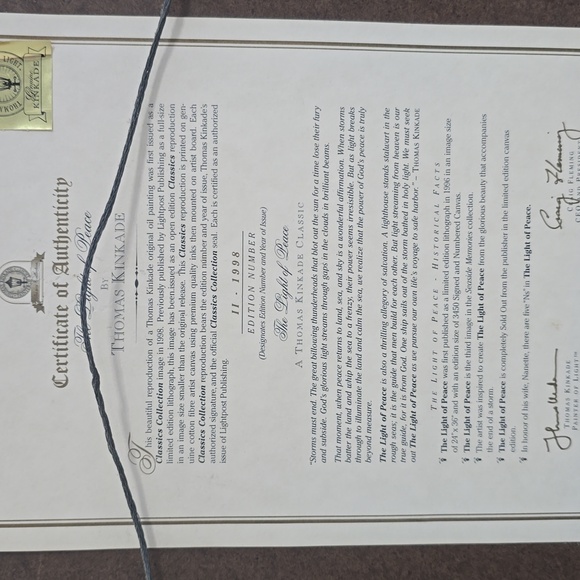 LIGHT
Genuine
KINKADE
Certificate of Authenticity
The Light of Peace
BY
THOMAS KINKADE
This beautiful reproduction of a Thomas Kinkade original oil painting was first issued as a
Classics Collection image in 1998. Previously published by Lightpost Publishing as a full-size
limited edition lithograph, this image has been issued as an open edition Classics reproduction
in an image size smaller than the original release. This Classics reproduction is printed on gen-
uine cotton fibre artist canvas using premium quality inks then mounted on artist board. Each
Classics Collection reproduction bears the edition number and year of issue, Thomas Kinkade's
authorized signature, and the official Classics Collection seal. Each is certified as an authorized
issue of Lightpost Publishing.
11 - 1998
EDITION NUMBER
(Designates Edition Number and Year of Issue)
The Light of Peace
A THOMAS KINKADE CLASSIC
"Storms must end. The great billowing thunderheads that blot out the sun for a time lose their fury
and subside. God's glorious light streams through gaps in the clouds in brilliant beams.
That moment, when peace returns to land, sea, and sky is a wonderful affirmation. When storms
batter the land and whip the sea to a frenzy, their power seems irresistible. But as light breaks
through to illuminate the land and calm the sea, we realize that the power of God's peace is truly
beyond measure.
The Light of Peace is also a thrilling allegory of salvation. A lighthouse stands stalwart in the
rough seas; it is the guide that men build for each other. But light streaming from heaven is our
true guide, for it is from God. One ship sails out of the storm bathed in holy light. We must seek
out The Light of Peace as we pursue our own life's voyage to safe harbor." – THOMAS KINKADE
THE LIGHT OF PEACE - HISTORICAL FACTS
The Light of Peace was first published as a limited edition lithograph in 1996 in an image size
of 24" x 36" and with an edition size of 3450 Signed and Numbered Canvas.
The Light of Peace is the third image in the Seaside Memories collection.
The artist was inspired to create The Light of Peace from the glorious beauty that accompanies
the end of a storm.
The Light of Peace is completely Sold Out from the publisher in the limited edition canvas
edition.
In honor of his wife, Nanette, there are five "Ns" in The Light of Peace.
THOMAS KINKADE
PAINTER OF LIGHT™
Craig Fleming
CRAIG FLEMING